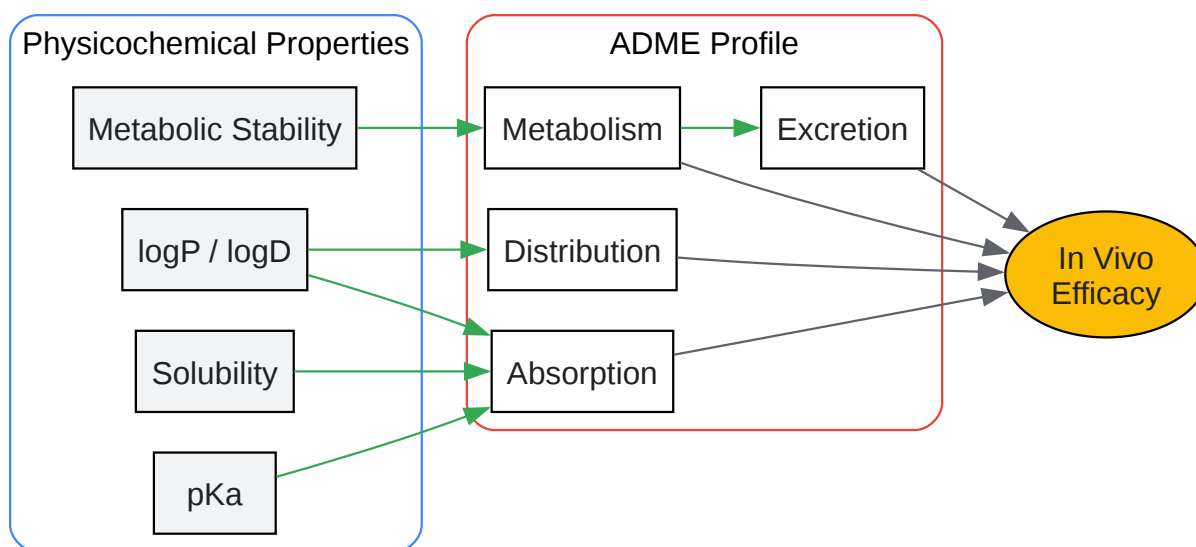 Physicochemical Properties
ADME Profile
Metabolic Stability
Metabolism
Excretion
logP / logD
Distribution
In Vivo
Efficacy
Solubility
Absorption
pKa